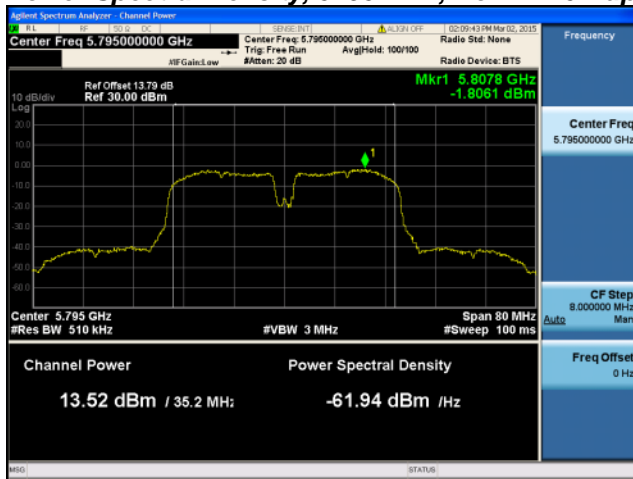 Agilent Spectrum Analyzer - Channel Power
RL RF 50 Ω DC SENSE:INT ALIGN OFF 02:09:43 PM Mar 02, 2015
Center Freq 5.795000000 GHz
Center Freq: 5.795000000 GHz
Radio Std: None
Trig: Free Run Avg|Hold: 100/100
#IFGain:Low #Atten: 20 dB Radio Device: BTS
Frequency
Ref Offset 13.79 dB
Mkr1 5.8078 GHz
10 dB/div Ref 30.00 dBm
-1.8061 dBm
Log
20.0
10.0
0.00
-10.0
-20.0
-30.0
-40.0
-50.0
-60.0
1
Center Freq
5.795000000 GHz
Center 5.795 GHz
Span 80 MHz
#Res BW 510 kHz #VBW 3 MHz #Sweep 100 ms
CF Step
8.000000 MHz
Auto Man
Channel Power Power Spectral Density
13.52 dBm / 35.2 MHz -61.94 dBm /Hz
Freq Offset
0 Hz
MSG STATUS